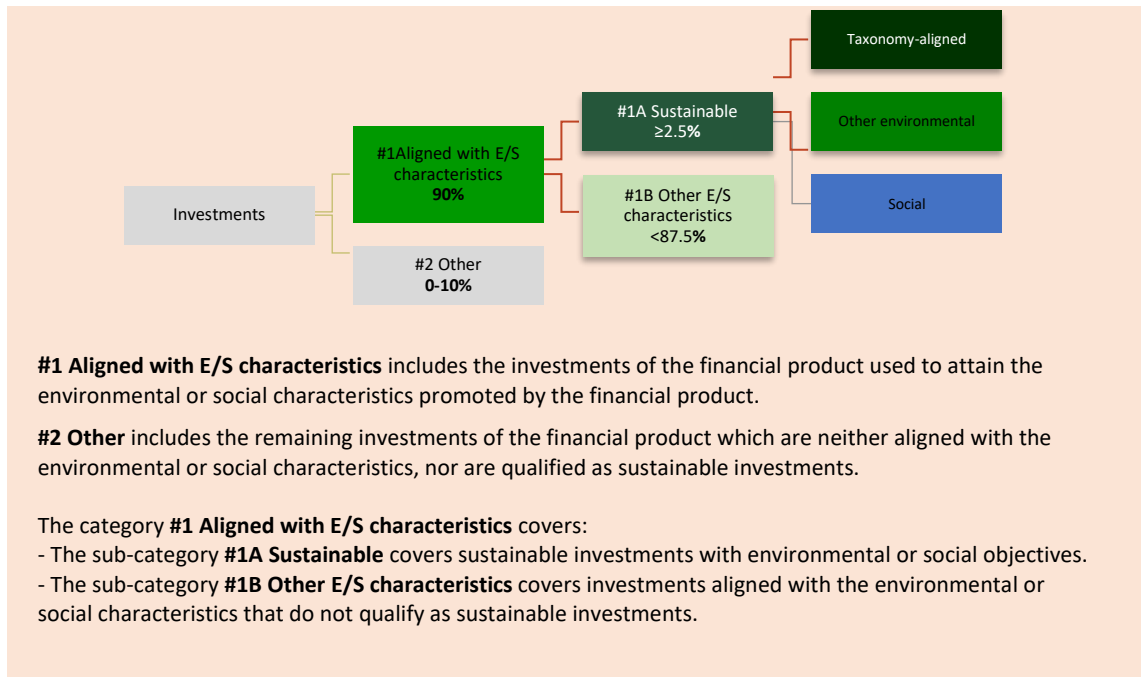 Taxonomy-aligned
#1A Sustainable
≥2.5%
Other environmental
#1Aligned with E/S
characteristics
90%
#1B Other E/S
characteristics
<87.5%
Investments
Social
#2 Other
0-10%
#1 Aligned with E/S characteristics includes the investments of the financial product used to attain the
environmental or social characteristics promoted by the financial product.
#2 Other includes the remaining investments of the financial product which are neither aligned with the
environmental or social characteristics, nor are qualified as sustainable investments.
The category #1 Aligned with E/S characteristics covers:
- The sub-category #1A Sustainable covers sustainable investments with environmental or social objectives.
- The sub-category #1B Other E/S characteristics covers investments aligned with the environmental or
social characteristics that do not qualify as sustainable investments.